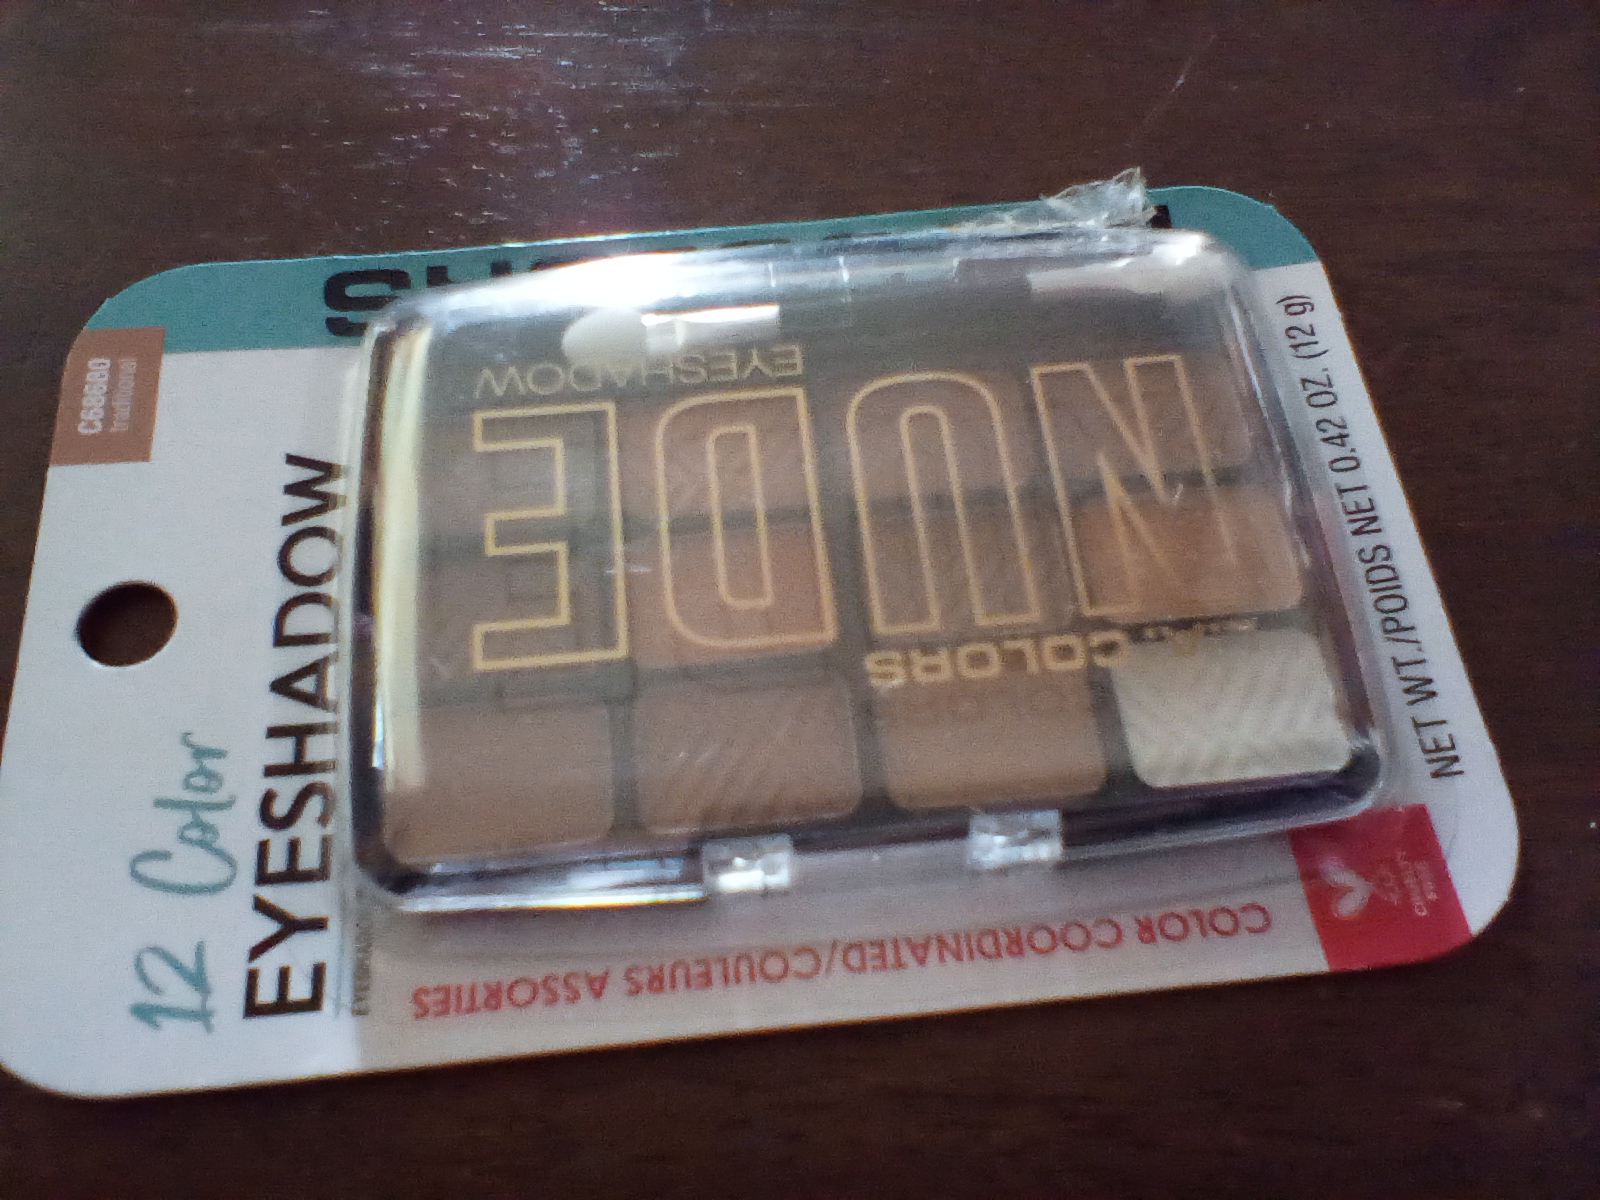 C68680
traditional
12 Color
EYESHADOW
COLORS
NUDE
EYESHADOW
COLOR COORDINATED/COULEURS ASSORTIES
NET WT./POIDS NET 0.42 OZ. (12 g)